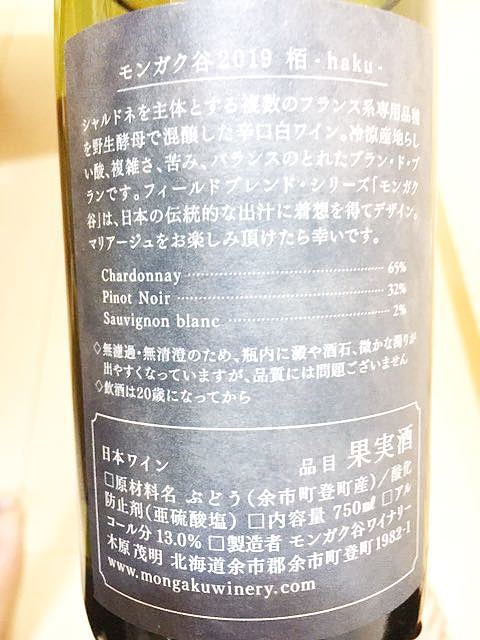 モンガク谷2019 栢 - haku -
シャルドネを主体とする複数のフランス系専用品種
を野生酵母で混醸した辛口白ワイン。冷涼産地らし
い酸、複雑さ、苦み、バランスのとれたブラン・ド・ブ
ランです。フィールドブレンド・シリーズ「モンガク
谷」は、日本の伝統的な出汁に着想を得てデザイン。
マリアージュをお楽しみ頂けたら幸いです。
Chardonnay 65%
Pinot Noir 32%
Sauvignon blanc 2%
◇無濾過・無清澄のため、瓶内に澱や酒石、微かな濁りが
出やすくなっていますが、品質には問題ございません
◇飲酒は20歳になってから
日本ワイン 品目 果実酒
□原材料名 ぶどう(余市町登町産)/酸化
防止剤(亜硫酸塩) □内容量 750ml □アル
コール分 13.0% □製造者 モンガク谷ワイナリー
木原茂明 北海道余市郡余市町登町1982-1
www.mongakuwinery.com